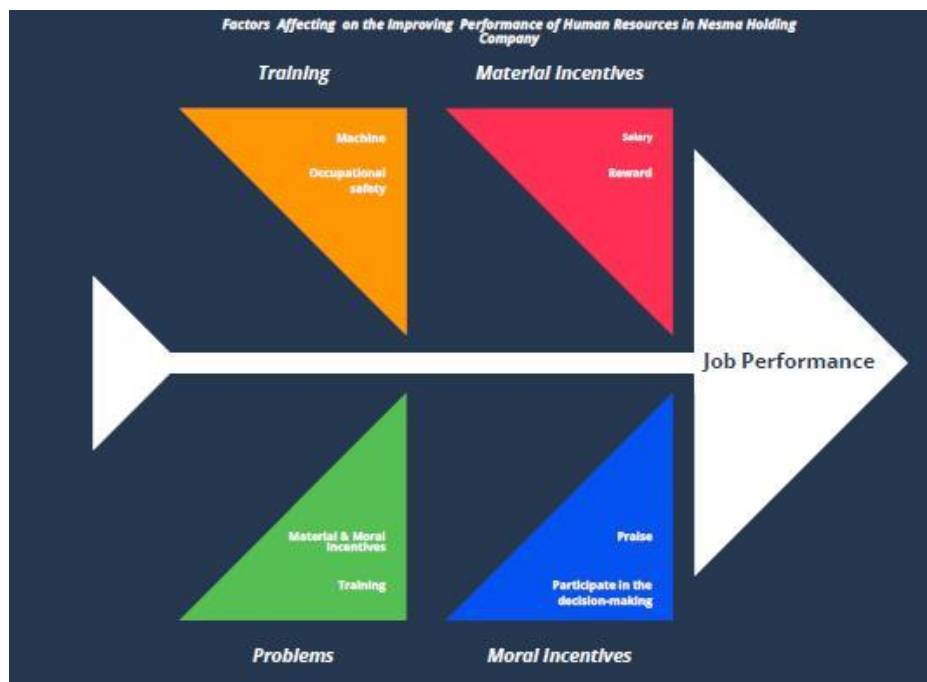 Factors Affecting on the Improving Performance of Human Resources in Nesma Holding
Company
Training
Material Incentives
Machine
Occupational
safety
Salary
Reward
Job Performance
Material & Moral
Incentives
Training
Praise
Participate in the
decision-making
Problems
Moral Incentives